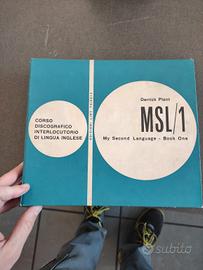 Derrick Plant
MSL/1
My Second Language - Book One
CORSO
DISCOGRAFICO
INTERLOCUTORIO
DI LINGUA INGLESE
subito